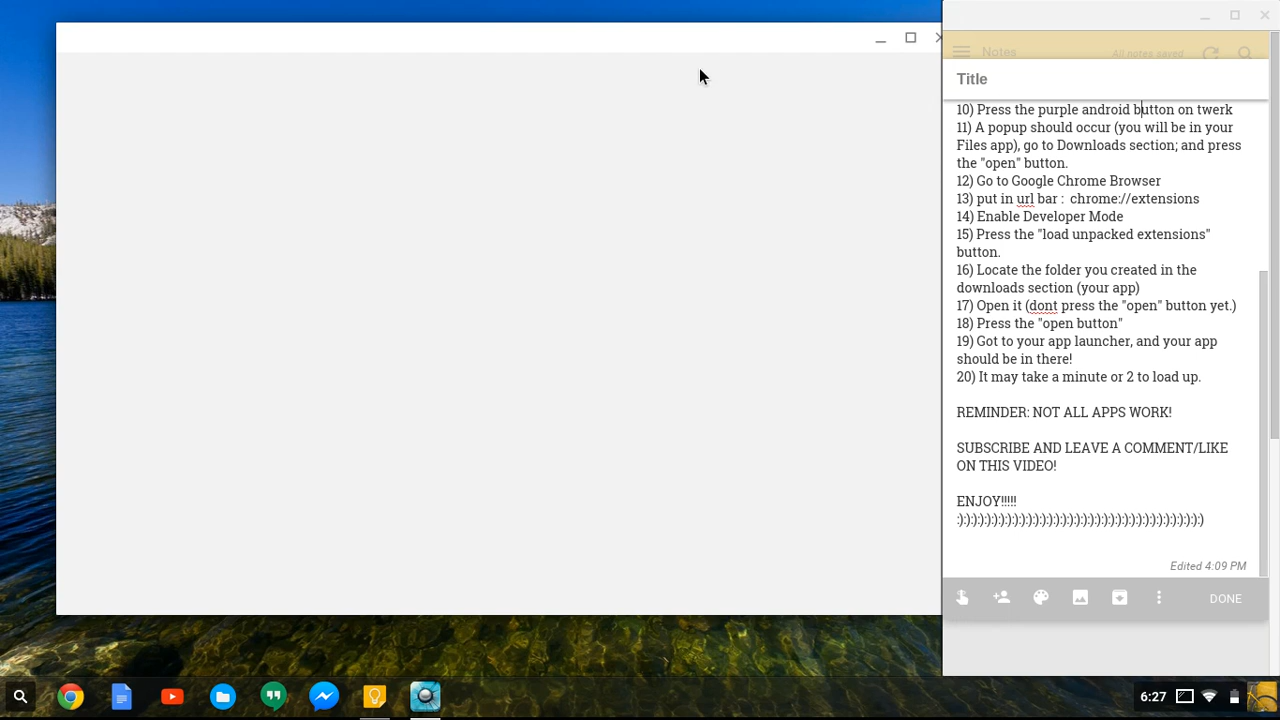 Notes
All notes saved
Title
10) Press the purple android button on twerk
11) A popup should occur (you will be in your
Files app), go to Downloads section; and press
the "open" button.
12) Go to Google Chrome Browser
13) put in url bar :  chrome://extensions
14) Enable Developer Mode
15) Press the "load unpacked extensions"
button.
16) Locate the folder you created in the
downloads section (your app)
17) Open it (dont press the "open" button yet.)
18) Press the "open button"
19) Got to your app launcher, and your app
should be in there!
20) It may take a minute or 2 to load up.
REMINDER: NOT ALL APPS WORK!
SUBSCRIBE AND LEAVE A COMMENT/LIKE
ON THIS VIDEO!
ENJOY!!!!!
:):):):):):):):):):):):):):):):):):):):):):):):):):):):):):):):):):):):)
Edited 4:09 PM
DONE
6:27